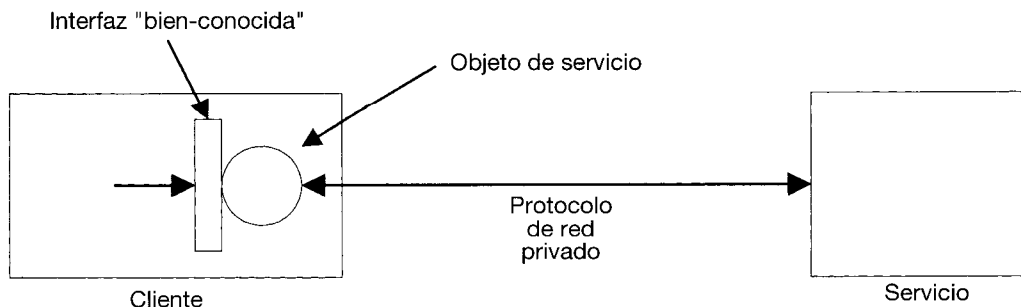 Interfaz "bien-conocida"
Objeto de servicio
Protocolo
de red
privado
Cliente
Servicio